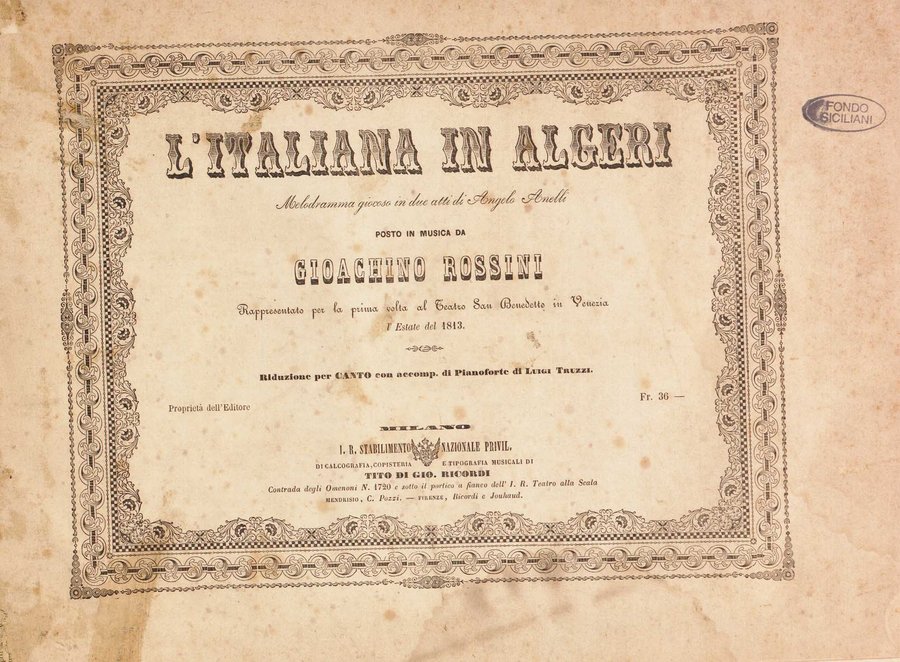 L'ITALIANA IN ALGERI
Melodramma giocoso in due atti di Angelo Anelli
POSTO IN MUSICA DA
GIOACHINO ROSSINI
Rappresentato per la prima volta al Teatro San Benedetto in Venezia
l'Estate del 1813.
Riduzione per CANTO con accomp. di Pianoforte di LUIGI TRUZZI.
Proprietà dell'Editore
Fr. 36 —
MILANO
I. R. STABILIMENTO NAZIONALE PRIVIL.
DI CALCOGRAFIA, COPISTERIA E TIPOGRAFIA MUSICALI DI
TITO DI GIO. RICORDI
Contrada degli Omenoni N. 1720 e sotto il portico a fianco dell' I. R. Teatro alla Scala
MENDRISIO, C. Pozzi. — FIRENZE, Ricordi e Jouhaud.
FONDO
SICILIANI